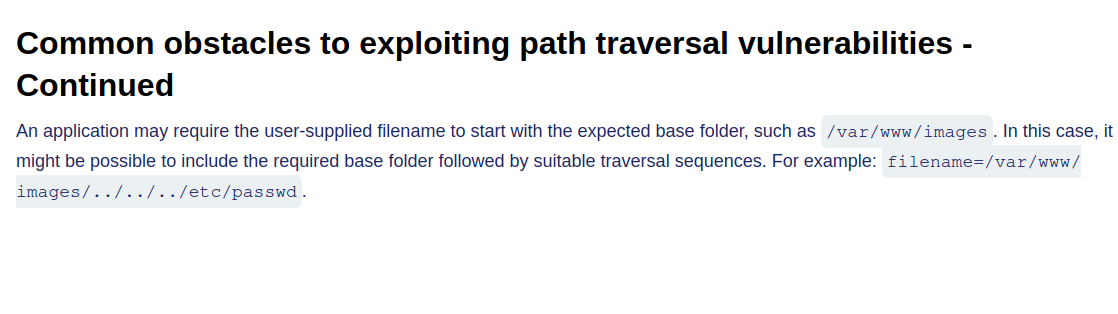 Common obstacles to exploiting path traversal vulnerabilities -
Continued
An application may require the user-supplied filename to start with the expected base folder, such as /var/www/images . In this case, it
might be possible to include the required base folder followed by suitable traversal sequences. For example: filename=/var/www/
images/../../../etc/passwd .